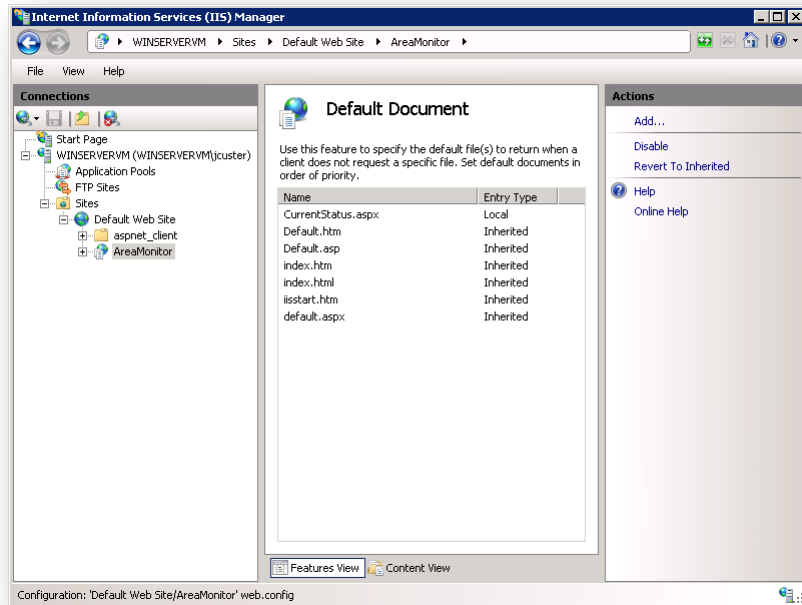 Internet Information Services (IIS) Manager
WINSERVERVM Sites Default Web Site AreaMonitor
File View Help
Connections
Start Page
WINSERVERVM (WINSERVERVM\jcuster)
Application Pools
FTP Sites
Sites
Default Web Site
aspnet_client
AreaMonitor
Default Document
Use this feature to specify the default file(s) to return when a
client does not request a specific file. Set default documents in
order of priority.
Name Entry Type
CurrentStatus.aspx Local
Default.htm Inherited
Default.asp Inherited
index.htm Inherited
index.html Inherited
iisstart.htm Inherited
default.aspx Inherited
Features View Content View
Actions
Add...
Disable
Revert To Inherited
Help
Online Help
Configuration: 'Default Web Site/AreaMonitor' web.config